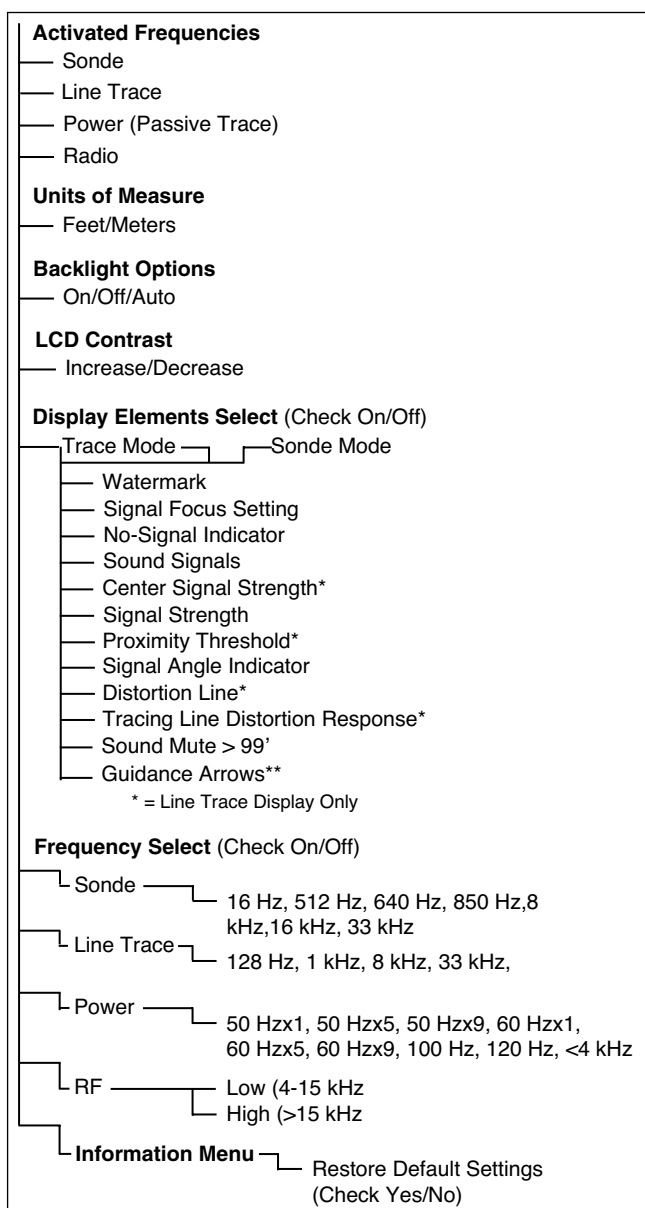 Activated Frequencies
Sonde
Line Trace
Power (Passive Trace)
Radio
Units of Measure
Feet/Meters
Backlight Options
On/Off/Auto
LCD Contrast
Increase/Decrease
Display Elements Select (Check On/Off)
Trace Mode Sonde Mode
Watermark
Signal Focus Setting
No-Signal Indicator
Sound Signals
Center Signal Strength*
Signal Strength
Proximity Threshold*
Signal Angle Indicator
Distortion Line*
Tracing Line Distortion Response*
Sound Mute > 99’
Guidance Arrows**
* = Line Trace Display Only
Frequency Select (Check On/Off)
Sonde
16 Hz, 512 Hz, 640 Hz, 850 Hz,8
kHz,16 kHz, 33 kHz
Line Trace
128 Hz, 1 kHz, 8 kHz, 33 kHz,
Power
50 Hzx1, 50 Hzx5, 50 Hzx9, 60 Hzx1,
60 Hzx5, 60 Hzx9, 100 Hz, 120 Hz, <4 kHz
RF
Low (4-15 kHz
High (>15 kHz
Information Menu
Restore Default Settings
(Check Yes/No)